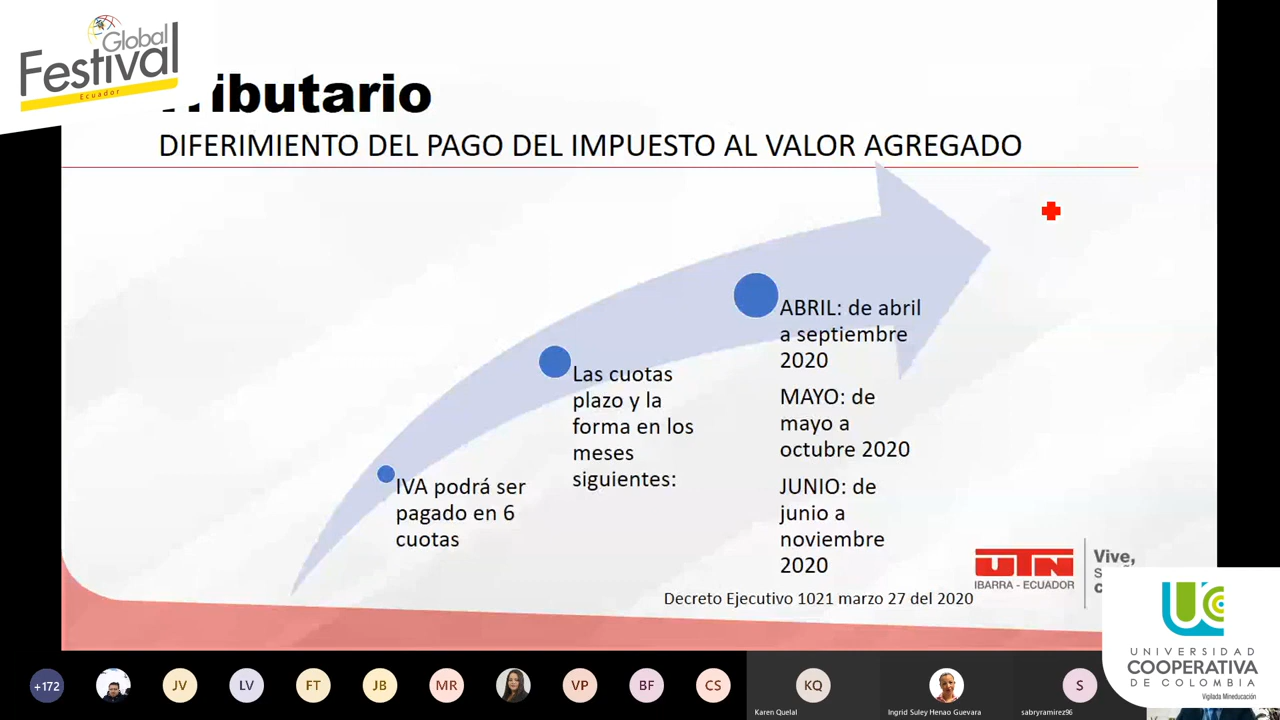 Global
Festival
Ecuador
Tributario
DIFERIMIENTO DEL PAGO DEL IMPUESTO AL VALOR AGREGADO
IVA podrá ser
pagado en 6
cuotas
Las cuotas
plazo y la
forma en los
meses
siguientes:
ABRIL: de abril
a septiembre
2020
MAYO: de
mayo a
octubre 2020
JUNIO: de
junio a
noviembre
2020
Decreto Ejecutivo 1021 marzo 27 del 2020
UTN
IBARRA - ECUADOR
Vive,
+172
JV
LV
FT
JB
MR
VP
BF
CS
KQ
S
Karen Quelal
Ingrid Suley Henao Guevara
sabryramirez96
UC
UNIVERSIDAD
COOPERATIVA
DE COLOMBIA
Vigilada Mineducación